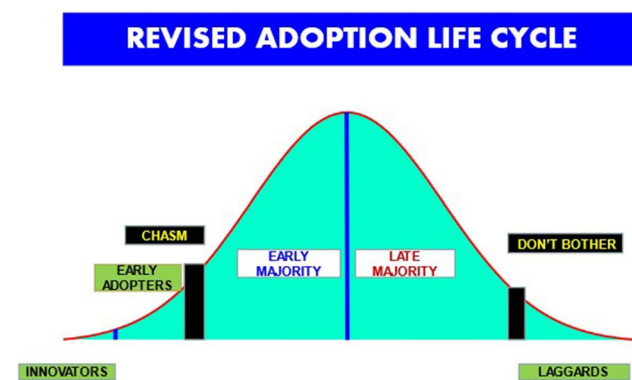 REVISED ADOPTION LIFE CYCLE
CHASM
DON'T BOTHER
EARLY
ADOPTERS
EARLY
MAJORITY
LATE
MAJORITY
INNOVATORS
LAGGARDS